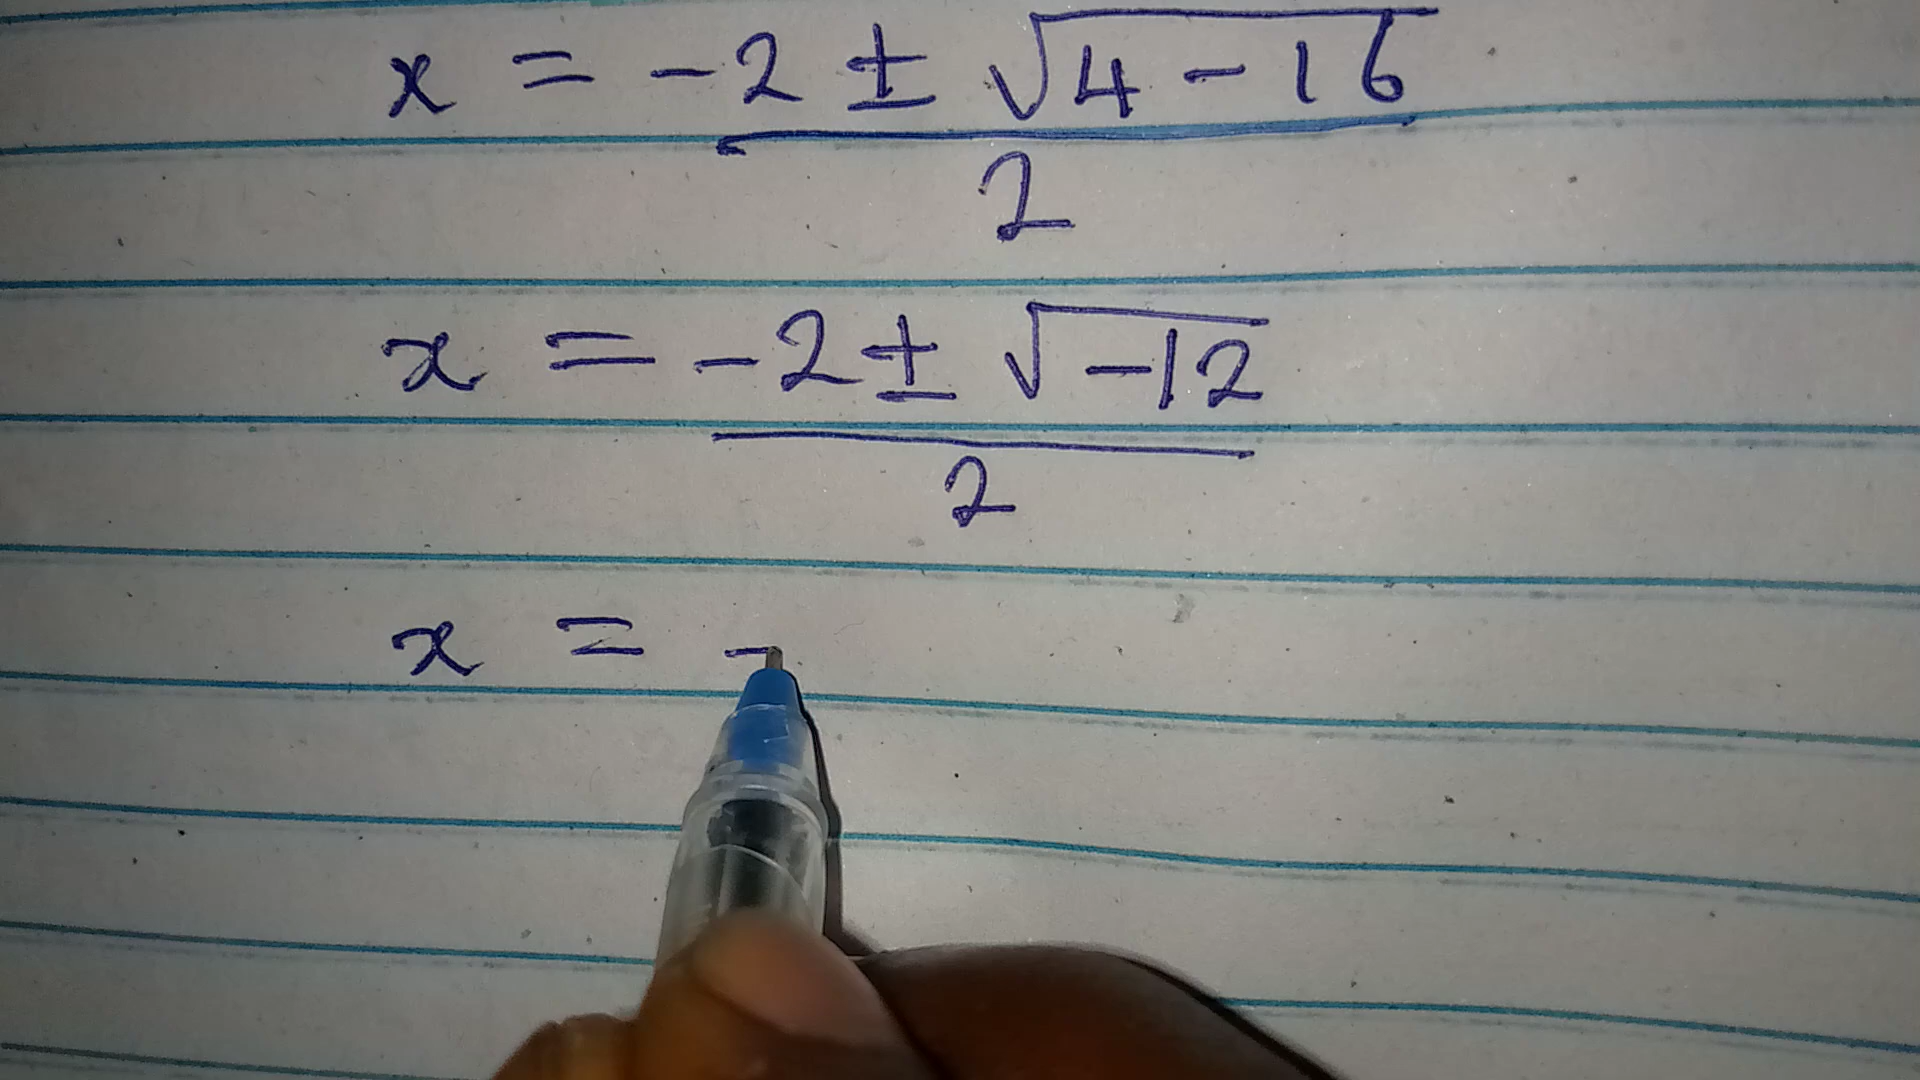 x = -2 ± √4 - 16
2
x = -2 ± √-12
2
x = -